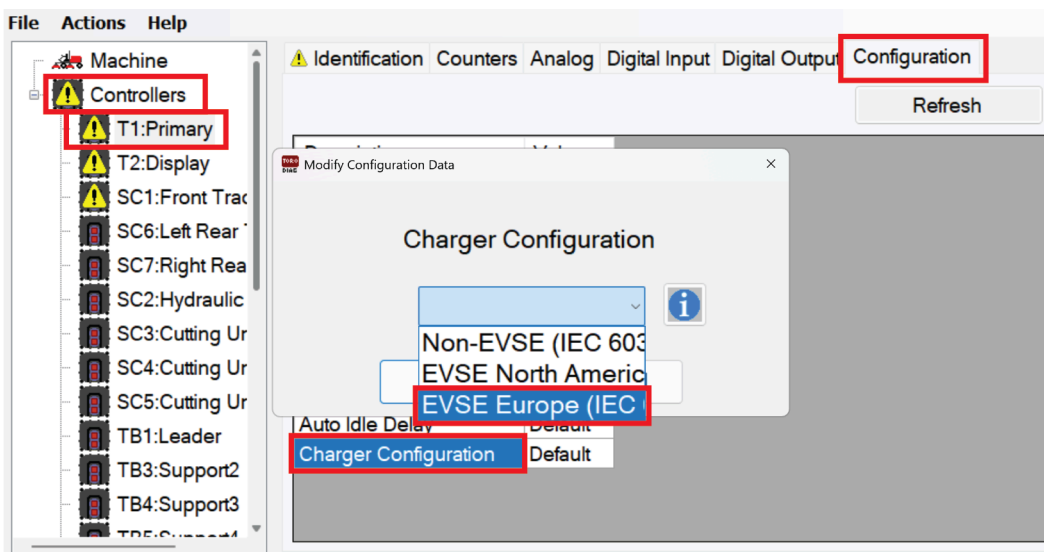 File Actions Help
Machine
Controllers
T1:Primary
T2:Display
SC1:Front Trac
SC6:Left Rear
SC7:Right Rea
SC2:Hydraulic
SC3:Cutting Ur
SC4:Cutting Ur
SC5:Cutting Ur
TB1:Leader
TB3:Support2
TB4:Support3
Identification Counters Analog Digital Input Digital Output Configuration
Refresh
TORO DIAG Modify Configuration Data
Charger Configuration
Non-EVSE (IEC 603
EVSE North Americ
EVSE Europe (IEC
Auto Idle Delay Default
Charger Configuration Default